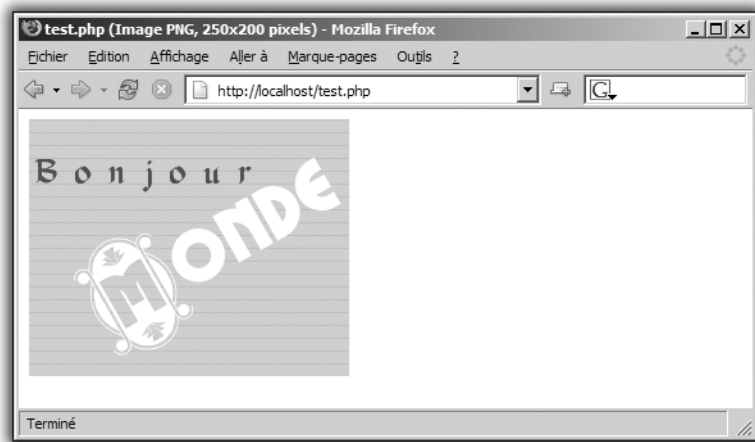 test.php (Image PNG, 250x200 pixels) - Mozilla Firefox
Fichier Edition Affichage Aller à Marque-pages Outils ?
http://localhost/test.php G
Bonjour
MONDE
Terminé